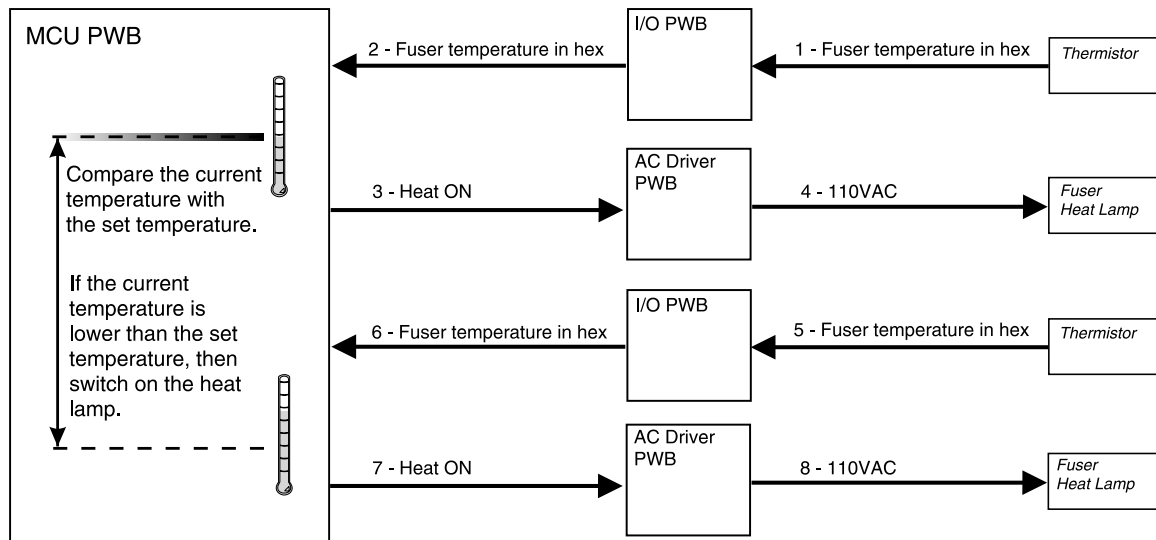 MCU PWB
Compare the current
temperature with
the set temperature.
If the current
temperature is
lower than the set
temperature, then
switch on the heat
lamp.
2 - Fuser temperature in hex
I/O PWB
1 - Fuser temperature in hex
Thermistor
3 - Heat ON
AC Driver
PWB
4 - 110VAC
Fuser
Heat Lamp
6 - Fuser temperature in hex
I/O PWB
5 - Fuser temperature in hex
Thermistor
7 - Heat ON
AC Driver
PWB
8 - 110VAC
Fuser
Heat Lamp